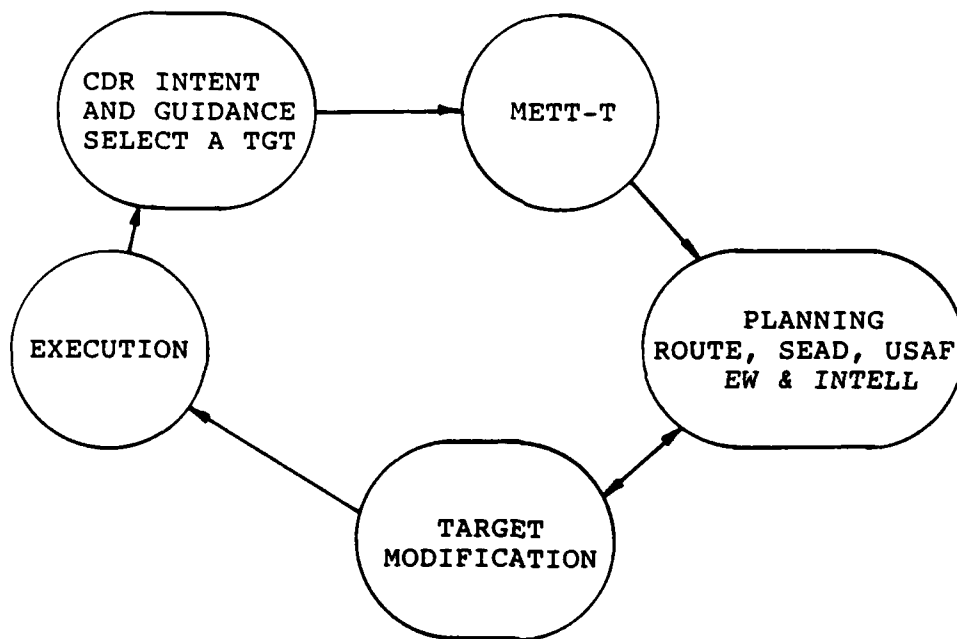 CDR INTENT
AND GUIDANCE
SELECT A TGT
METT-T
PLANNING
ROUTE, SEAD, USAF
EW & INTELL
EXECUTION
TARGET
MODIFICATION